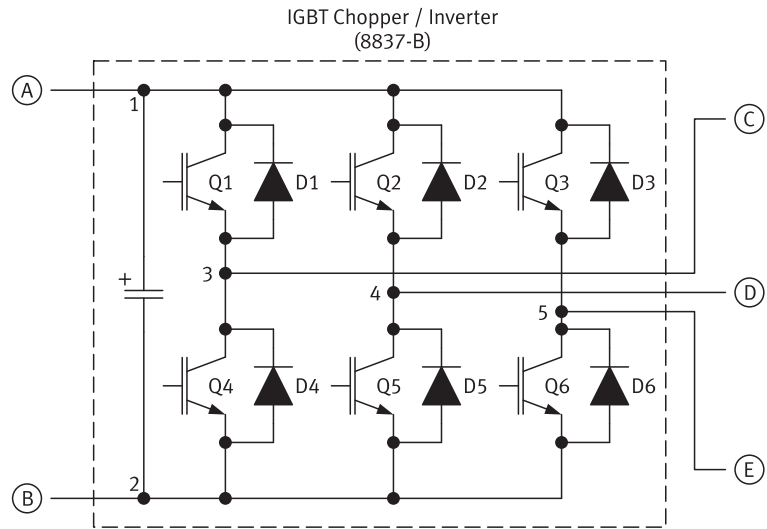 IGBT Chopper / Inverter
(8837-B)
A
1
C
Q1
D1
Q2
D2
Q3
D3
3
+
4
D
5
Q4
D4
Q5
D5
Q6
D6
E
2
B